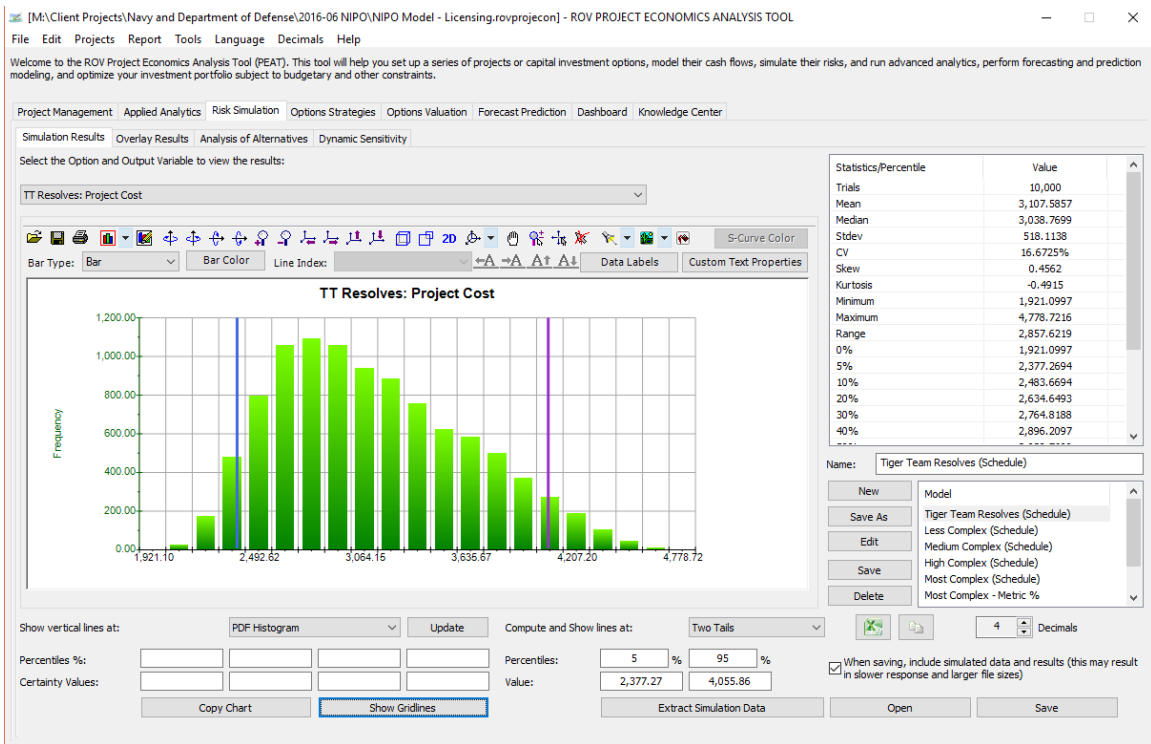 [M:\Client Projects\Navy and Department of Defense\2016-06 NIPO\NIPO Model - Licensing.rovprojecon] - ROV PROJECT ECONOMICS ANALYSIS TOOL
File Edit Projects Report Tools Language Decimals Help
Welcome to the ROV Project Economics Analysis Tool (PEAT). This tool will help you set up a series of projects or capital investment options, model their cash flows, simulate their risks, and run advanced analytics, perform forecasting and prediction
modeling, and optimize your investment portfolio subject to budgetary and other constraints.
Project Management Applied Analytics Risk Simulation Options Strategies Options Valuation Forecast Prediction Dashboard Knowledge Center
Simulation Results Overlay Results Analysis of Alternatives Dynamic Sensitivity
Select the Option and Output Variable to view the results:
TT Resolves: Project Cost
2D S-Curve Color
Bar Type: Bar Bar Color Line Index: A A A A Data Labels Custom Text Properties
TT Resolves: Project Cost
Frequency
1,200.00
1,000.00
800.00
600.00
400.00
200.00
0.00
1,921.10 2,492.62 3,064.15 3,635.67 4,207.20 4,778.72
Statistics/Percentile Value
Trials 10,000
Mean 3,107.5857
Median 3,038.7699
Stdev 518.1138
CV 16.6725%
Skew 0.4562
Kurtosis -0.4915
Minimum 1,921.0997
Maximum 4,778.7216
Range 2,857.6219
0% 1,921.0997
5% 2,377.2694
10% 2,483.6694
20% 2,634.6493
30% 2,764.8188
40% 2,896.2097
Name: Tiger Team Resolves (Schedule)
New
Save As
Edit
Save
Delete
Model
Tiger Team Resolves (Schedule)
Less Complex (Schedule)
Medium Complex (Schedule)
High Complex (Schedule)
Most Complex (Schedule)
Most Complex - Metric %
Show vertical lines at: PDF Histogram Update Compute and Show lines at: Two Tails
4 Decimals
Percentiles %:
Certainty Values:
Percentiles: 5 % 95 %
Value: 2,377.27 4,055.86
When saving, include simulated data and results (this may result
in slower response and larger file sizes)
Copy Chart Show Gridlines Extract Simulation Data Open Save